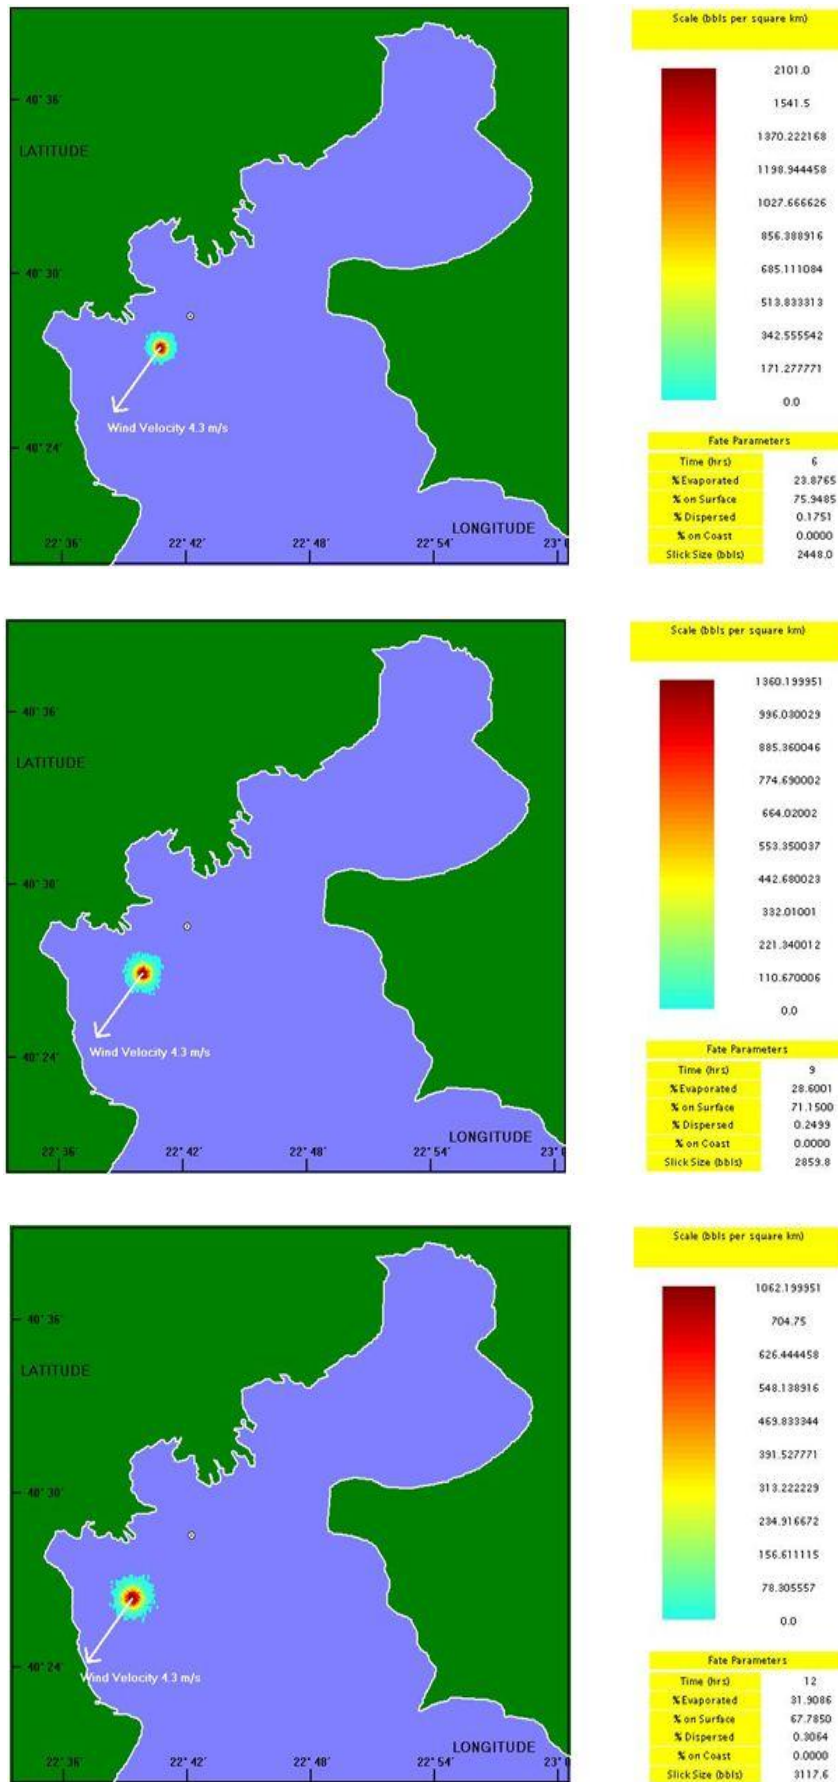 Scale (bbls per square km)
2101.0
40° 36'
1541.5
LATITUDE
1370.222168
1198.944458
1027.666626
856.388916
40° 30'
685.111084
513.833313
342.555542
171.277771
0.0
Wind Velocity 4.3 m/s
40° 24'
Fate Parameters
Time (hrs) 6
% Evaporated 23.8765
% on Surface 75.9485
% Dispersed 0.1751
% on Coast 0.0000
Slick Size (bbls) 2448.0
LONGITUDE
22° 36' 22° 42' 22° 48' 22° 54' 23° 0
Scale (bbls per square km)
1360.199951
40° 36'
996.030029
LATITUDE
885.360046
774.690002
664.02002
553.350037
40° 30'
442.680023
332.01001
221.340012
110.670006
0.0
Wind Velocity 4.3 m/s
40° 24'
Fate Parameters
Time (hrs) 9
% Evaporated 28.6001
% on Surface 71.1500
% Dispersed 0.2499
% on Coast 0.0000
Slick Size (bbls) 2859.8
LONGITUDE
22° 36' 22° 42' 22° 48' 22° 54' 23° 0
Scale (bbls per square km)
1062.199951
40° 36'
704.75
LATITUDE
626.444458
548.138916
469.833344
391.527771
40° 30'
313.222229
234.916672
156.611115
78.305557
0.0
Wind Velocity 4.3 m/s
40° 24'
Fate Parameters
Time (hrs) 12
% Evaporated 31.9086
% on Surface 67.7850
% Dispersed 0.3064
% on Coast 0.0000
Slick Size (bbls) 3117.6
LONGITUDE
22° 36' 22° 42' 22° 48' 22° 54' 23° 0